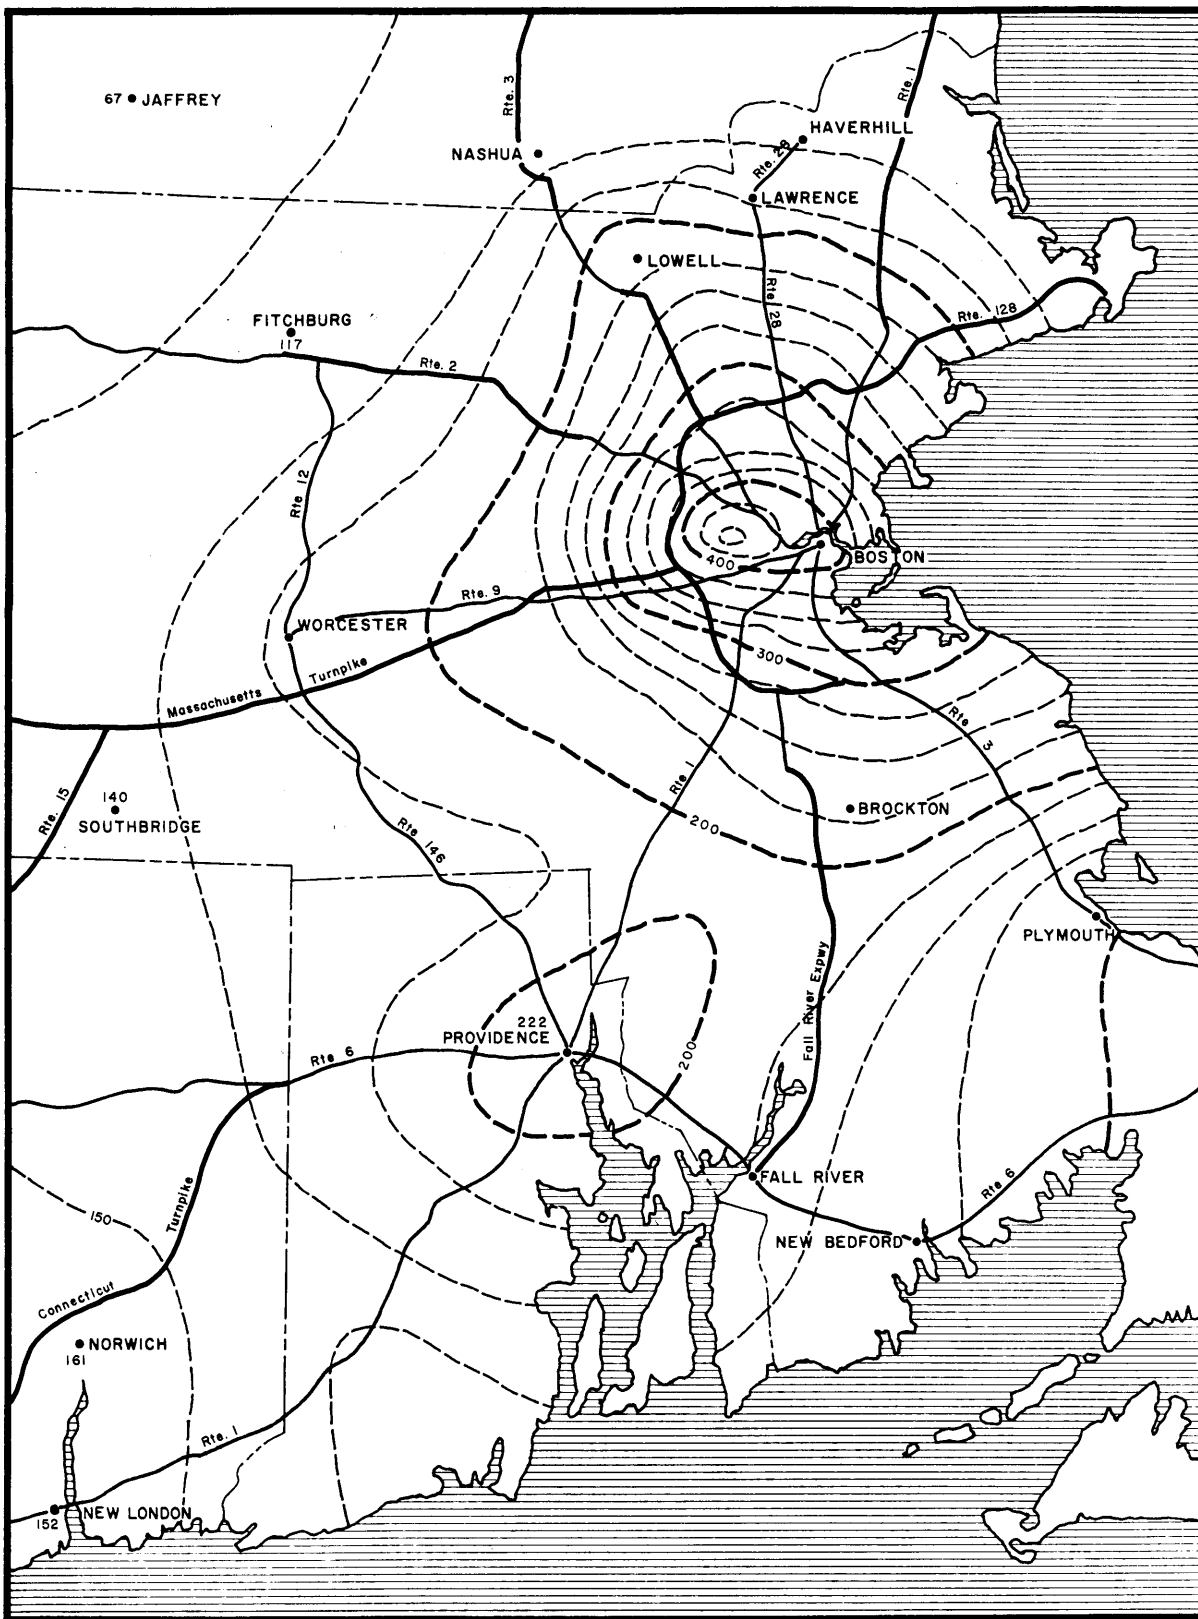 Rte. 3
Rte. 1
67 JAFFREY
HAVERHILL
NASHUA
Rte. 28
LAWRENCE
LOWELL
Rte. 28
Rte. 128
FITCHBURG
117
Rte. 2
Rte 12
400
BOSTON
Rte. 9
WORCESTER
300
Turnpike
Massachusetts
Rte 3
Rte. 1
Rte. 15
140
SOUTHBRIDGE
BROCKTON
200
Rte. 146
PLYMOUTH
Fall River Expwy
222
PROVIDENCE
Rte 6
200
FALL RIVER
Rte 6
Turnpike
150
NEW BEDFORD
Connecticut
NORWICH
161
Rte. 1
NEW LONDON
152